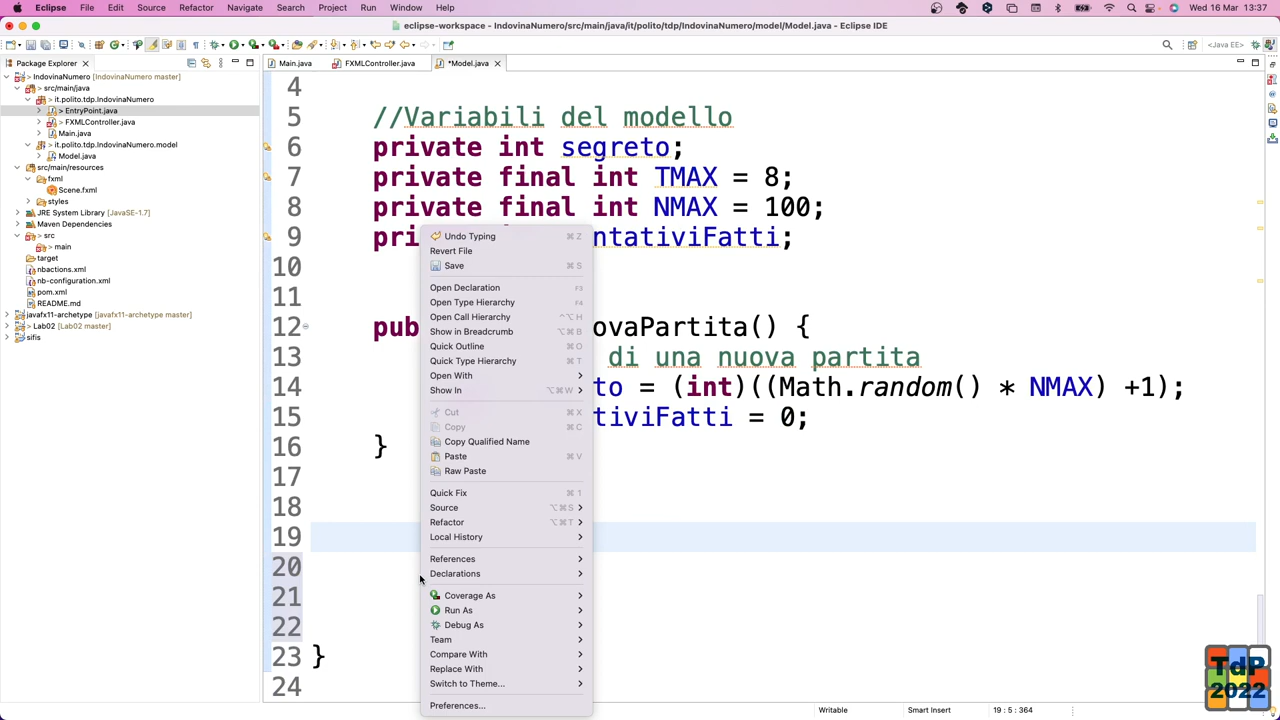 Eclipse File Edit Source Refactor Navigate Search Project Run Window Help Wed 16 Mar 13:37
eclipse-workspace - IndovinaNumero/src/main/java/it/polito/tdp/IndovinaNumero/model/Model.java - Eclipse IDE
<Java EE>
Package Explorer
Main.java FXMLController.java *Model.java
> IndovinaNumero [IndovinaNumero master]
> src/main/java
> it.polito.tdp.IndovinaNumero
> EntryPoint.java
> FXMLController.java
Main.java
> it.polito.tdp.IndovinaNumero.model
Model.java
src/main/resources
fxml
Scene.fxml
styles
JRE System Library [JavaSE-1.7]
Maven Dependencies
> src
> main
target
nbactions.xml
nb-configuration.xml
pom.xml
README.md
javafx11-archetype [javafx11-archetype master]
> Lab02 [Lab02 master]
sifis
4
5 //Variabili del modello
6 private int segreto;
7 private final int TMAX = 8;
8 private final int NMAX = 100;
9 pri ntativiFatti;
10
11
12 pub ovaPartita() {
13 di una nuova partita
14 to = (int)((Math.random() * NMAX) +1);
15 tiviFatti = 0;
16 }
17
18
19
20
21
22
23 }
24
Undo Typing ⌘Z
Revert File
Save ⌘S
Open Declaration F3
Open Type Hierarchy F4
Open Call Hierarchy ^⌥H
Show in Breadcrumb ⌥⌘B
Quick Outline ⌘O
Quick Type Hierarchy ⌘T
Open With
Show In ⌥⌘W
Cut ⌘X
Copy ⌘C
Copy Qualified Name
Paste ⌘V
Raw Paste
Quick Fix ⌘1
Source ⌥⌘S
Refactor ⌥⌘T
Local History
References
Declarations
Coverage As
Run As
Debug As
Team
Compare With
Replace With
Switch to Theme...
Preferences...
Writable Smart Insert 19 : 5 : 364
TdP
2022